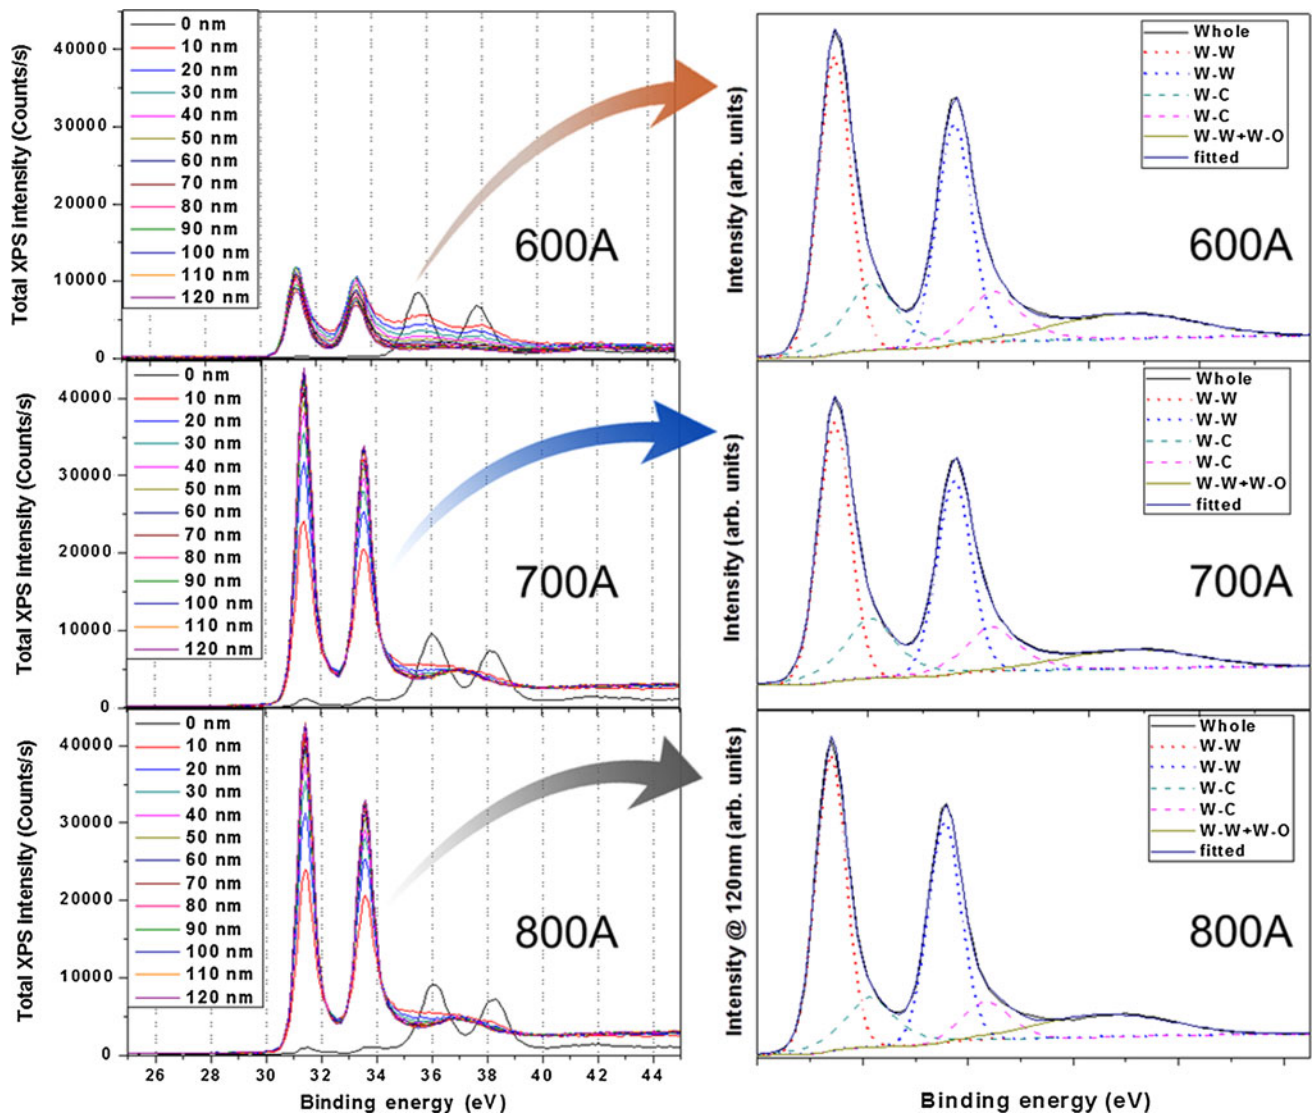 Total XPS intensity (Counts/s)
40000
30000
20000
10000
0
0 nm
10 nm
20 nm
30 nm
40 nm
50 nm
60 nm
70 nm
80 nm
90 nm
100 nm
110 nm
120 nm
600A
Intensity (arb. units)
Whole
W-W
W-W
W-C
W-C
W-W+W-O
fitted
600A
Total XPS intensity (Counts/s)
40000
30000
20000
10000
0
0 nm
10 nm
20 nm
30 nm
40 nm
50 nm
60 nm
70 nm
80 nm
90 nm
100 nm
110 nm
120 nm
700A
Intensity (arb. units)
Whole
W-W
W-W
W-C
W-C
W-W+W-O
fitted
700A
Total XPS intensity (Counts/s)
40000
30000
20000
10000
0
0 nm
10 nm
20 nm
30 nm
40 nm
50 nm
60 nm
70 nm
80 nm
90 nm
100 nm
110 nm
120 nm
800A
26 28 30 31 34 36 38 40 42 44
Binding energy (eV)
Intensity @ 120nm (arb. units)
Whole
W-W
W-W
W-C
W-C
W-W+W-O
fitted
800A
Binding energy (eV)